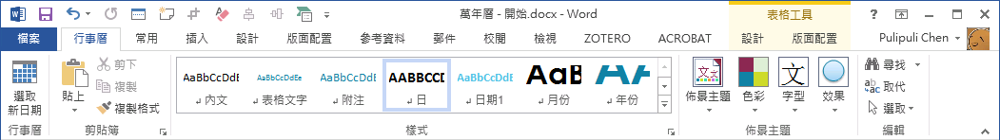 萬年曆 - 開始.docx - Word
表格工具
檔案 行事曆 常用 插入 設計 版面配置 參考資料 郵件 校閱 檢視 ZOTERO ACROBAT 設計 版面配置 Pulipuli Chen
AaBbCcDdE AaBbCcDdEe AaBbCcDdE AABBCCD AaBbCcDdE AaB AA
選取
新日期
貼上
剪下
複製
複製格式
內文 表格文字 附注 日 日期1 月份 年份
佈景主題 色彩 字型 效果
文文 文
尋找
取代
選取
行事曆 剪貼簿 樣式 佈景主題 編輯